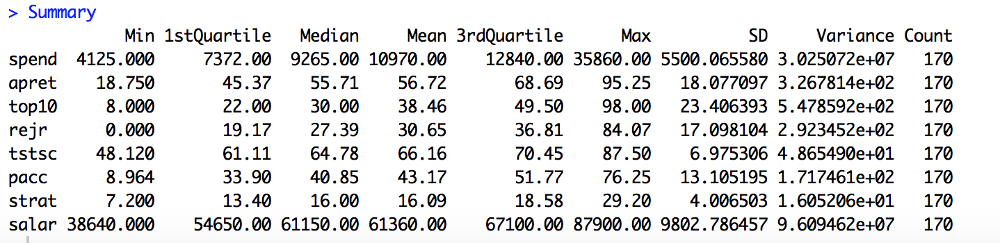 > Summary
Min 1stQuartile Median Mean 3rdQuartile Max SD Variance Count
spend 4125.000 7372.00 9265.00 10970.00 12840.00 35860.00 5500.065580 3.025072e+07 170
apret 18.750 45.37 55.71 56.72 68.69 95.25 18.077097 3.267814e+02 170
top10 8.000 22.00 30.00 38.46 49.50 98.00 23.406393 5.478592e+02 170
rejr 0.000 19.17 27.39 30.65 36.81 84.07 17.098104 2.923452e+02 170
tstsc 48.120 61.11 64.78 66.16 70.45 87.50 6.975306 4.865490e+01 170
pacc 8.964 33.90 40.85 43.17 51.77 76.25 13.105195 1.717461e+02 170
strat 7.200 13.40 16.00 16.09 18.58 29.20 4.006503 1.605206e+01 170
salar 38640.000 54650.00 61150.00 61360.00 67100.00 87900.00 9802.786457 9.609462e+07 170